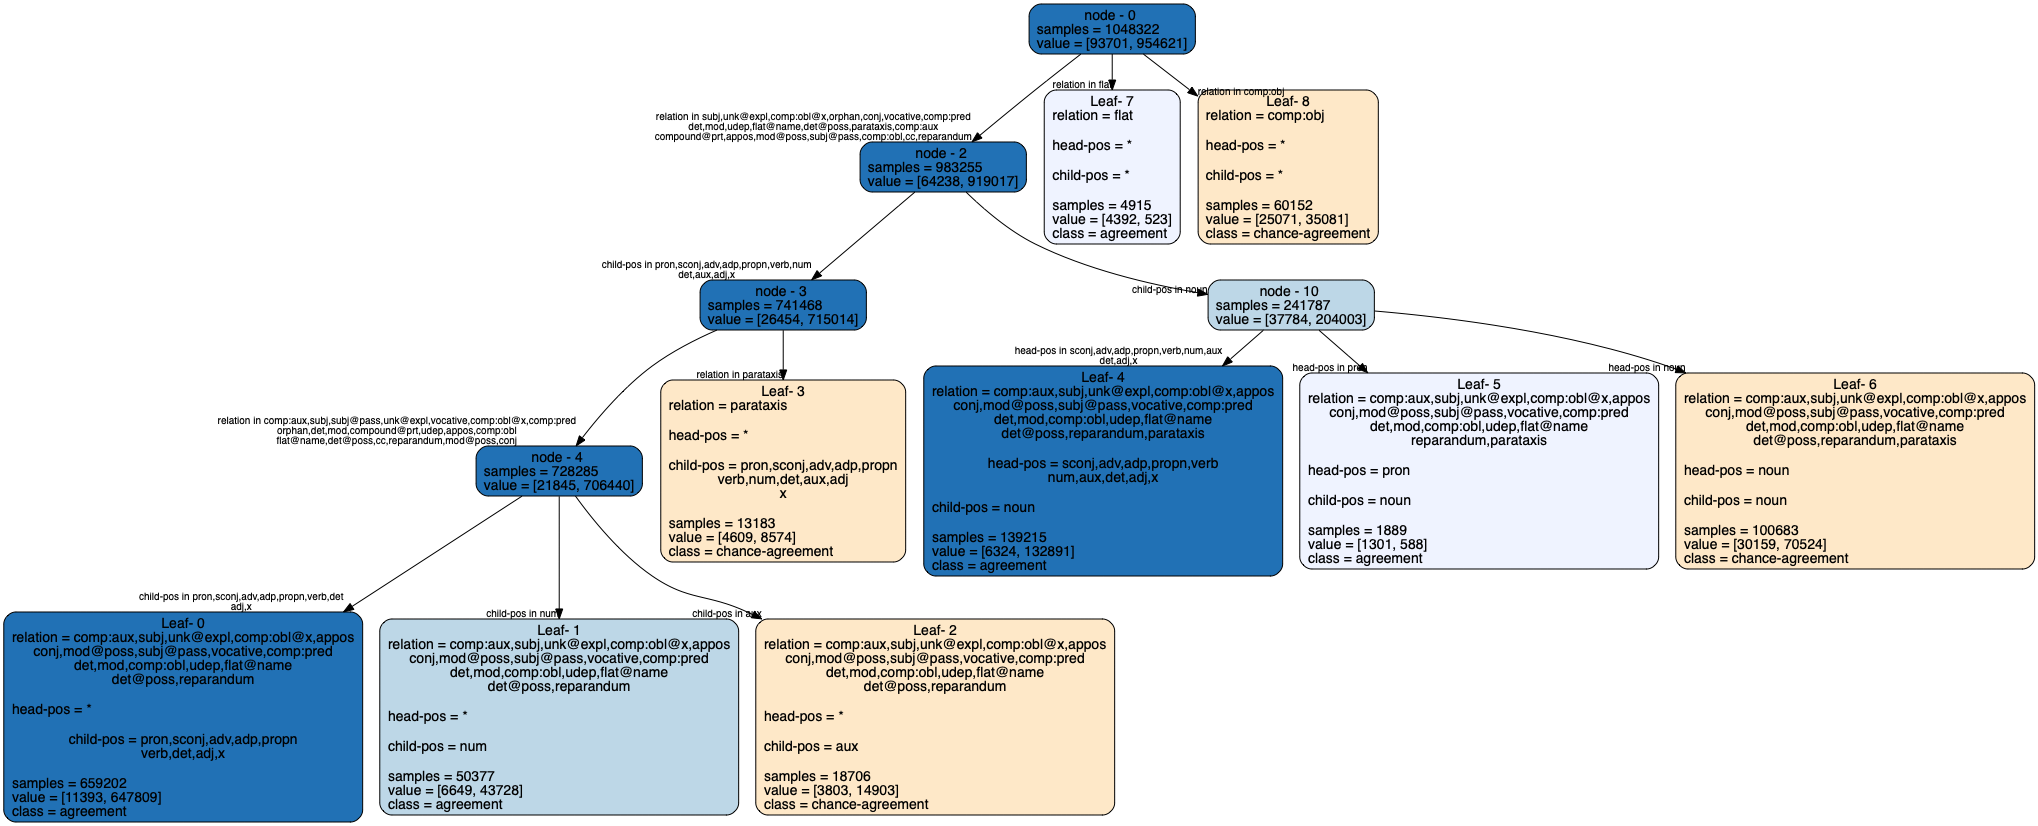 node - 0
samples = 1048322
value = [93701, 954621]
relation in flat
relation in comp:obj
Leaf- 7
relation = flat
head-pos = *
child-pos = *
samples = 4915
value = [4392, 523]
class = agreement
Leaf- 8
relation = comp:obj
head-pos = *
child-pos = *
samples = 60152
value = [25071, 35081]
class = chance-agreement
relation in subj,unk@expl,comp:obl@x,orphan,conj,vocative,comp:pred
det,mod,udep,flat@name,det@poss,parataxis,comp:aux
compound@prt,appos,mod@poss,subj@pass,comp:obl,cc,reparandum
node - 2
samples = 983255
value = [64238, 919017]
child-pos in pron,sconj,adv,adp,propn,verb,num
det,aux,adj,x
node - 3
samples = 741468
value = [26454, 715014]
child-pos in noun
node - 10
samples = 241787
value = [37784, 204003]
relation in parataxis
Leaf- 3
relation = parataxis
head-pos = *
child-pos = pron,sconj,adv,adp,propn
verb,num,det,aux,adj
x
samples = 13183
value = [4609, 8574]
class = chance-agreement
head-pos in sconj,adv,adp,propn,verb,num,aux
det,adj,x
Leaf- 4
relation = comp:aux,subj,unk@expl,comp:obl@x,appos
conj,mod@poss,subj@pass,vocative,comp:pred
det,mod,comp:obl,udep,flat@name
det@poss,reparandum,parataxis
head-pos = sconj,adv,adp,propn,verb
num,aux,det,adj,x
child-pos = noun
samples = 139215
value = [6324, 132891]
class = agreement
head-pos in pron
Leaf- 5
relation = comp:aux,subj,unk@expl,comp:obl@x,appos
conj,mod@poss,subj@pass,vocative,comp:pred
det,mod,comp:obl,udep,flat@name
reparandum,parataxis
head-pos = pron
child-pos = noun
samples = 1889
value = [1301, 588]
class = agreement
head-pos in noun
Leaf- 6
relation = comp:aux,subj,unk@expl,comp:obl@x,appos
conj,mod@poss,subj@pass,vocative,comp:pred
det,mod,comp:obl,udep,flat@name
det@poss,reparandum,parataxis
head-pos = noun
child-pos = noun
samples = 100683
value = [30159, 70524]
class = chance-agreement
relation in comp:aux,subj,subj@pass,unk@expl,vocative,comp:obl@x,comp:pred
orphan,det,mod,compound@prt,udep,appos,comp:obl
flat@name,det@poss,cc,reparandum,mod@poss,conj
node - 4
samples = 728285
value = [21845, 706440]
child-pos in pron,sconj,adv,adp,propn,verb,det
adj,x
Leaf- 0
relation = comp:aux,subj,unk@expl,comp:obl@x,appos
conj,mod@poss,subj@pass,vocative,comp:pred
det,mod,comp:obl,udep,flat@name
det@poss,reparandum
head-pos = *
child-pos = pron,sconj,adv,adp,propn
verb,det,adj,x
samples = 659202
value = [11393, 647809]
class = agreement
child-pos in num
Leaf- 1
relation = comp:aux,subj,unk@expl,comp:obl@x,appos
conj,mod@poss,subj@pass,vocative,comp:pred
det,mod,comp:obl,udep,flat@name
det@poss,reparandum
head-pos = *
child-pos = num
samples = 50377
value = [6649, 43728]
class = agreement
child-pos in aux
Leaf- 2
relation = comp:aux,subj,unk@expl,comp:obl@x,appos
conj,mod@poss,subj@pass,vocative,comp:pred
det,mod,comp:obl,udep,flat@name
det@poss,reparandum
head-pos = *
child-pos = aux
samples = 18706
value = [3803, 14903]
class = chance-agreement